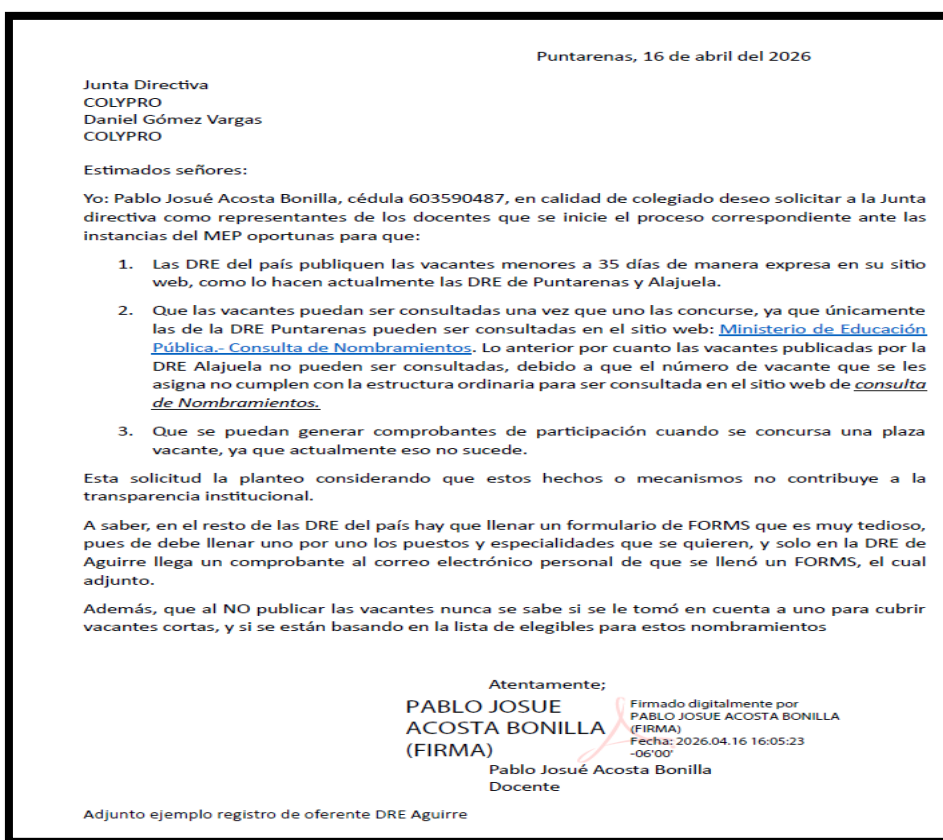 Puntarenas, 16 de abril del 2026
Junta Directiva
COLYPRO
Daniel Gómez Vargas
COLYPRO
Estimados señores:
Yo: Pablo Josué Acosta Bonilla, cédula 603590487, en calidad de colegiado deseo solicitar a la Junta
directiva como representantes de los docentes que se inicie el proceso correspondiente ante las
instancias del MEP oportunas para que:
1. Las DRE del país publiquen las vacantes menores a 35 días de manera expresa en su sitio
web, como lo hacen actualmente las DRE de Puntarenas y Alajuela.
2. Que las vacantes puedan ser consultadas una vez que uno las concurse, ya que únicamente
las de la DRE Puntarenas pueden ser consultadas en el sitio web: Ministerio de Educación
Pública.- Consulta de Nombramientos. Lo anterior por cuanto las vacantes publicadas por la
DRE Alajuela no pueden ser consultadas, debido a que el número de vacante que se les
asigna no cumplen con la estructura ordinaria para ser consultada en el sitio web de consulta
de Nombramientos.
3. Que se puedan generar comprobantes de participación cuando se concursa una plaza
vacante, ya que actualmente eso no sucede.
Esta solicitud la planteo considerando que estos hechos o mecanismos no contribuye a la
transparencia institucional.
A saber, en el resto de las DRE del país hay que llenar un formulario de FORMS que es muy tedioso,
pues de debe llenar uno por uno los puestos y especialidades que se quieren, y solo en la DRE de
Aguirre llega un comprobante al correo electrónico personal de que se llenó un FORMS, el cual
adjunto.
Además, que al NO publicar las vacantes nunca se sabe si se le tomó en cuenta a uno para cubrir
vacantes cortas, y si se están basando en la lista de elegibles para estos nombramientos
Atentamente;
PABLO JOSUE
ACOSTA BONILLA
(FIRMA)
Firmado digitalmente por
PABLO JOSUE ACOSTA BONILLA
(FIRMA)
Fecha: 2026.04.16 16:05:23
-06'00'
Pablo Josué Acosta Bonilla
Docente
Adjunto ejemplo registro de oferente DRE Aguirre